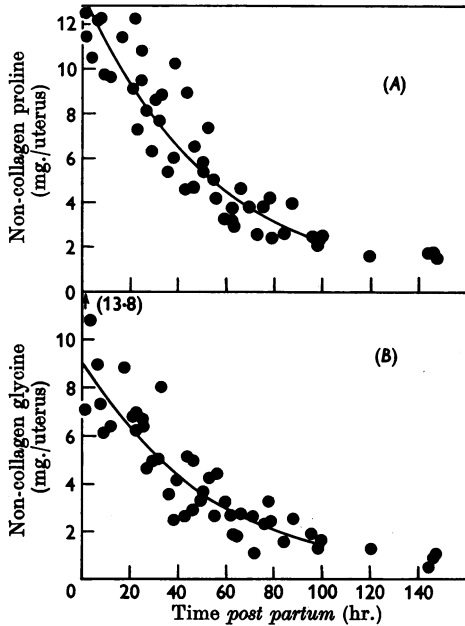 12
10
8
6
4
2
0
Non-collagen proline
(mg./uterus)
(A)
(13·8)
10
8
6
4
2
Non-collagen glycine
(mg./uterus)
(B)
0 20 40 60 80 100 120 140
Time post partum (hr.)